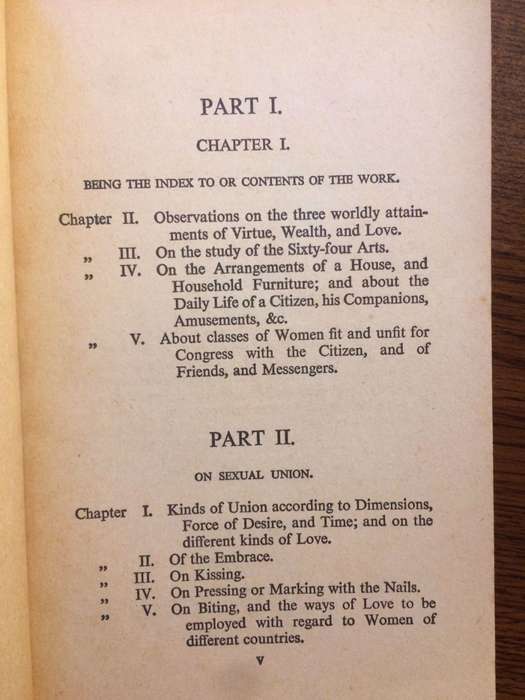 PART I.
CHAPTER I.
BEING THE INDEX TO OR CONTENTS OF THE WORK.
Chapter II. Observations on the three worldly attain-
ments of Virtue, Wealth, and Love.
„ III. On the study of the Sixty-four Arts.
„ IV. On the Arrangements of a House, and
Household Furniture; and about the
Daily Life of a Citizen, his Companions,
Amusements, &c.
„ V. About classes of Women fit and unfit for
Congress with the Citizen, and of
Friends, and Messengers.
PART II.
ON SEXUAL UNION.
Chapter I. Kinds of Union according to Dimensions,
Force of Desire, and Time; and on the
different kinds of Love.
„ II. Of the Embrace.
„ III. On Kissing.
„ IV. On Pressing or Marking with the Nails.
„ V. On Biting, and the ways of Love to be
employed with regard to Women of
different countries.
V